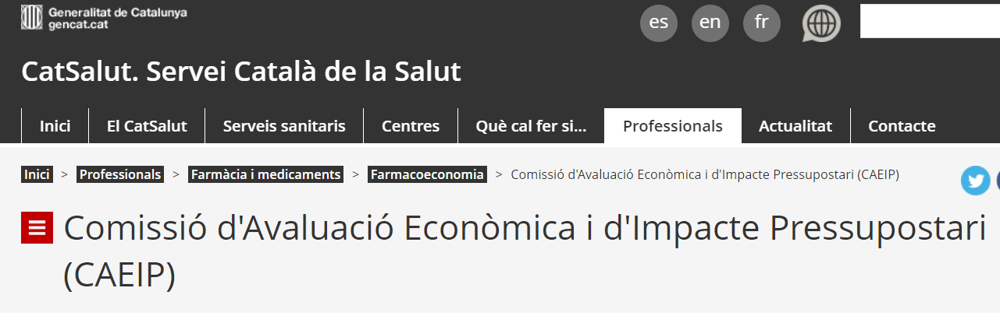 Generalitat de Catalunya
gencat.cat
es en fr
CatSalut. Servei Català de la Salut
Inici El CatSalut Serveis sanitaris Centres Què cal fer si... Professionals Actualitat Contacte
Inici > Professionals > Farmàcia i medicaments > Farmacoeconomia > Comissió d'Avaluació Econòmica i d'Impacte Pressupostari (CAEIP)
Comissió d'Avaluació Econòmica i d'Impacte Pressupostari
(CAEIP)